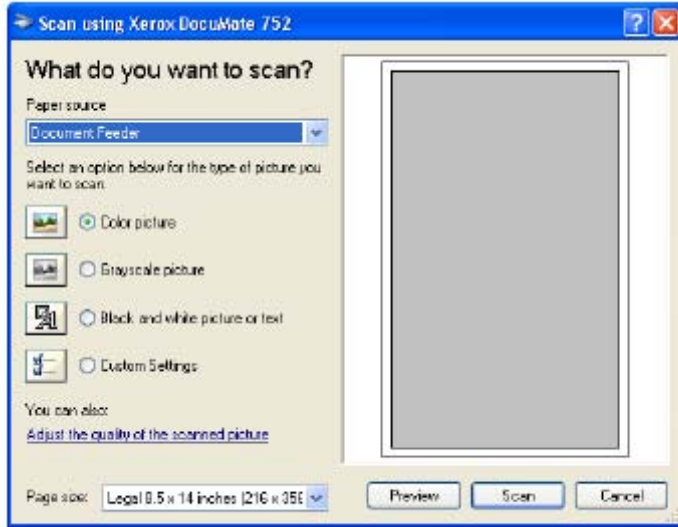 Scan using Xerox DocuMate 752
What do you want to scan?
Paper source
Document Feeder
Select an option below for the type of picture you
want to scan
Color picture
Grayscale picture
Black and white picture or text
Custom Settings
You can also:
Adjust the quality of the scanned picture
Page size: Legal 8.5 x 14 inches (216 x 356
Preview Scan Cancel